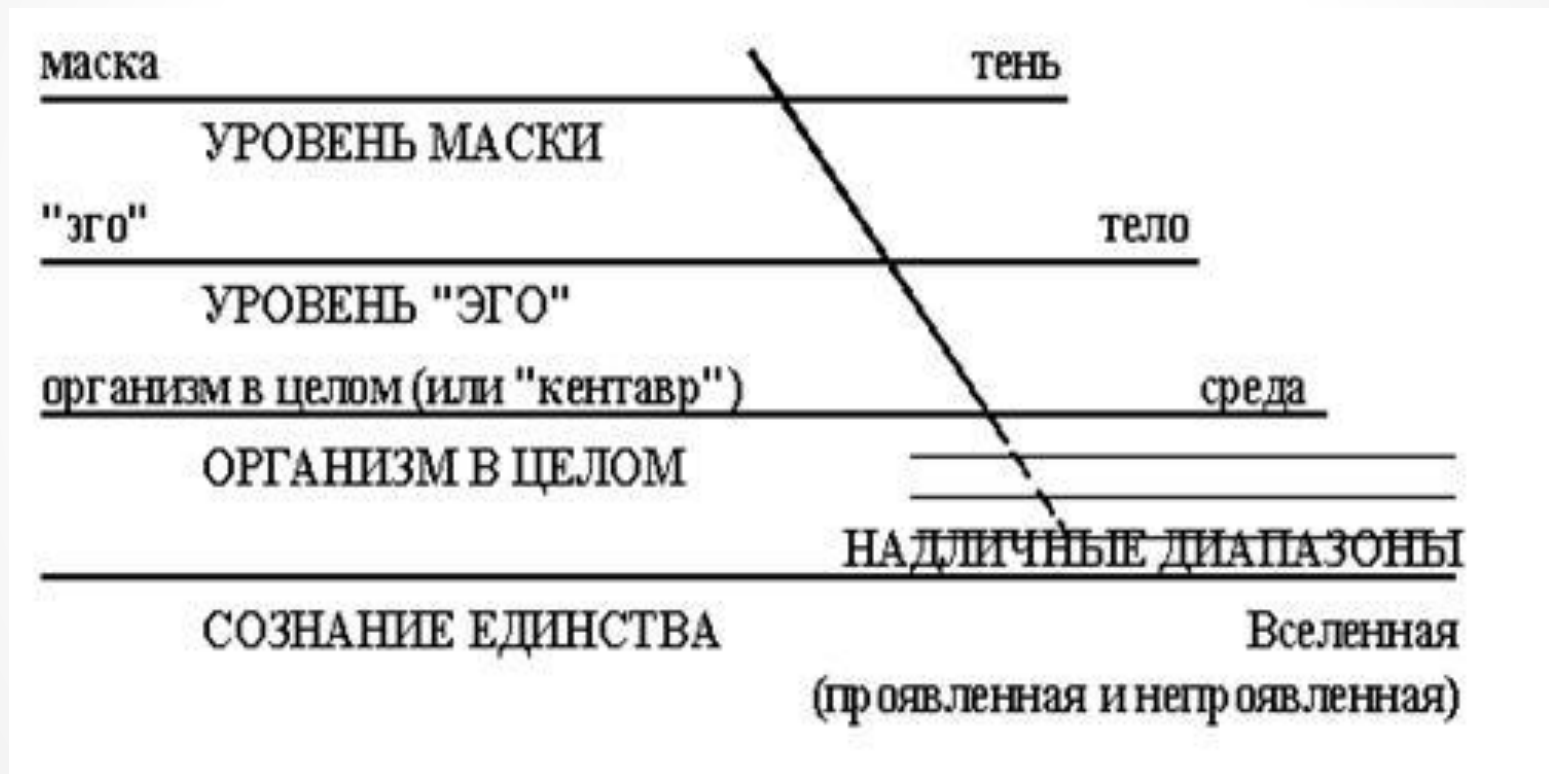 маска тень
УРОВЕНЬ МАСКИ
"эго" тело
УРОВЕНЬ "ЭГО"
организм в целом (или "кентавр") среда
ОРГАНИЗМ В ЦЕЛОМ
НАДЛИЧНЫЕ ДИАПАЗОНЫ
СОЗНАНИЕ ЕДИНСТВА Вселенная
(проявленная и непроявленная)